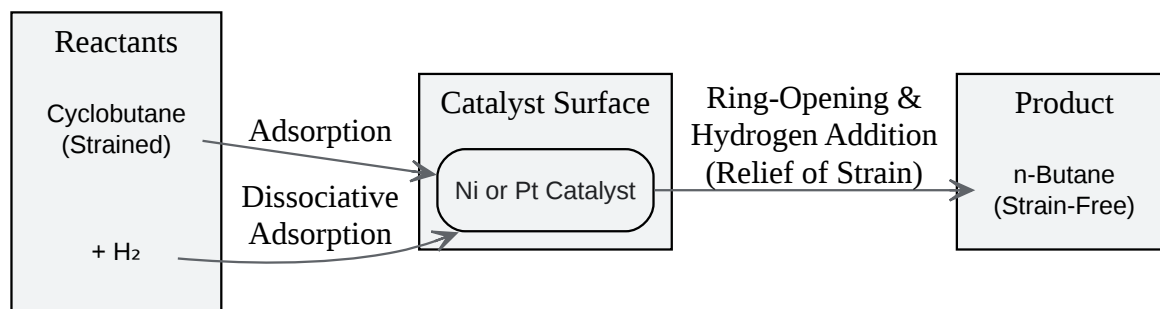 Reactants
Cyclobutane
(Strained)
+ H₂
Adsorption
Dissociative
Adsorption
Catalyst Surface
Ni or Pt Catalyst
Ring-Opening &
Hydrogen Addition
(Relief of Strain)
Product
n-Butane
(Strain-Free)